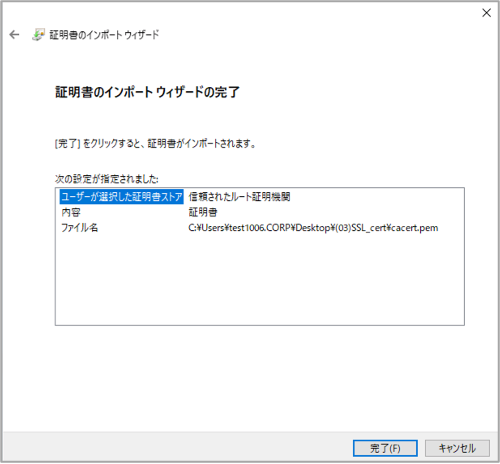 証明書のインポート ウィザード
証明書のインポート ウィザードの完了
[完了] をクリックすると、証明書がインポートされます。
次の設定が指定されました:
ユーザーが選択した証明書ストア 信頼されたルート証明機関
内容 証明書
ファイル名 C:¥Users¥test1006.CORP¥Desktop¥(03)SSL_cert¥cacert.pem
完了(F) キャンセル